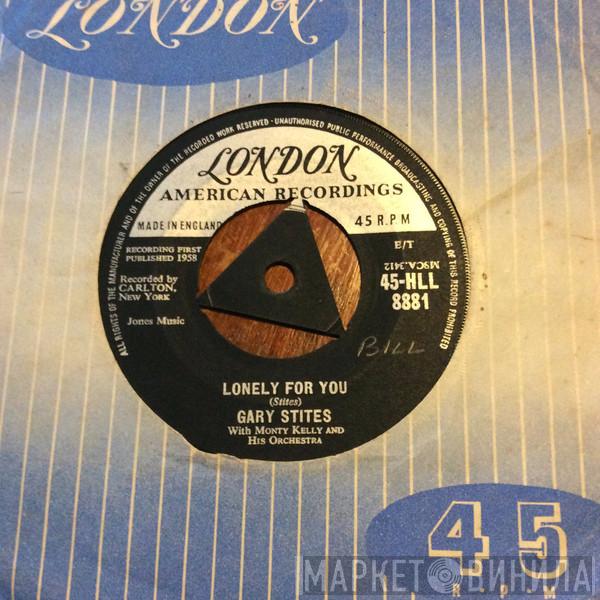 LONDON
ALL RIGHTS OF THE MANUFACTURER AND OF THE OWNER OF THE RECORDED WORK RESERVED · UNAUTHORISED PUBLIC PERFORMANCE BROADCASTING AND COPYING OF THIS RECORD PROHIBITED
LONDON
AMERICAN RECORDINGS
MADE IN ENGLAND
45 R.P.M
RECORDING FIRST
PUBLISHED 1958
T/E
MSCA.3412
Recorded by
CARLTON,
NEW YORK
45-HLL
8881
Jones Music
BILL
LONELY FOR YOU
(Stites)
GARY STITES
With MONTY KELLY AND
HIS ORCHESTRA
45
R.P.M
МАРКЕТ ВИНИЛА